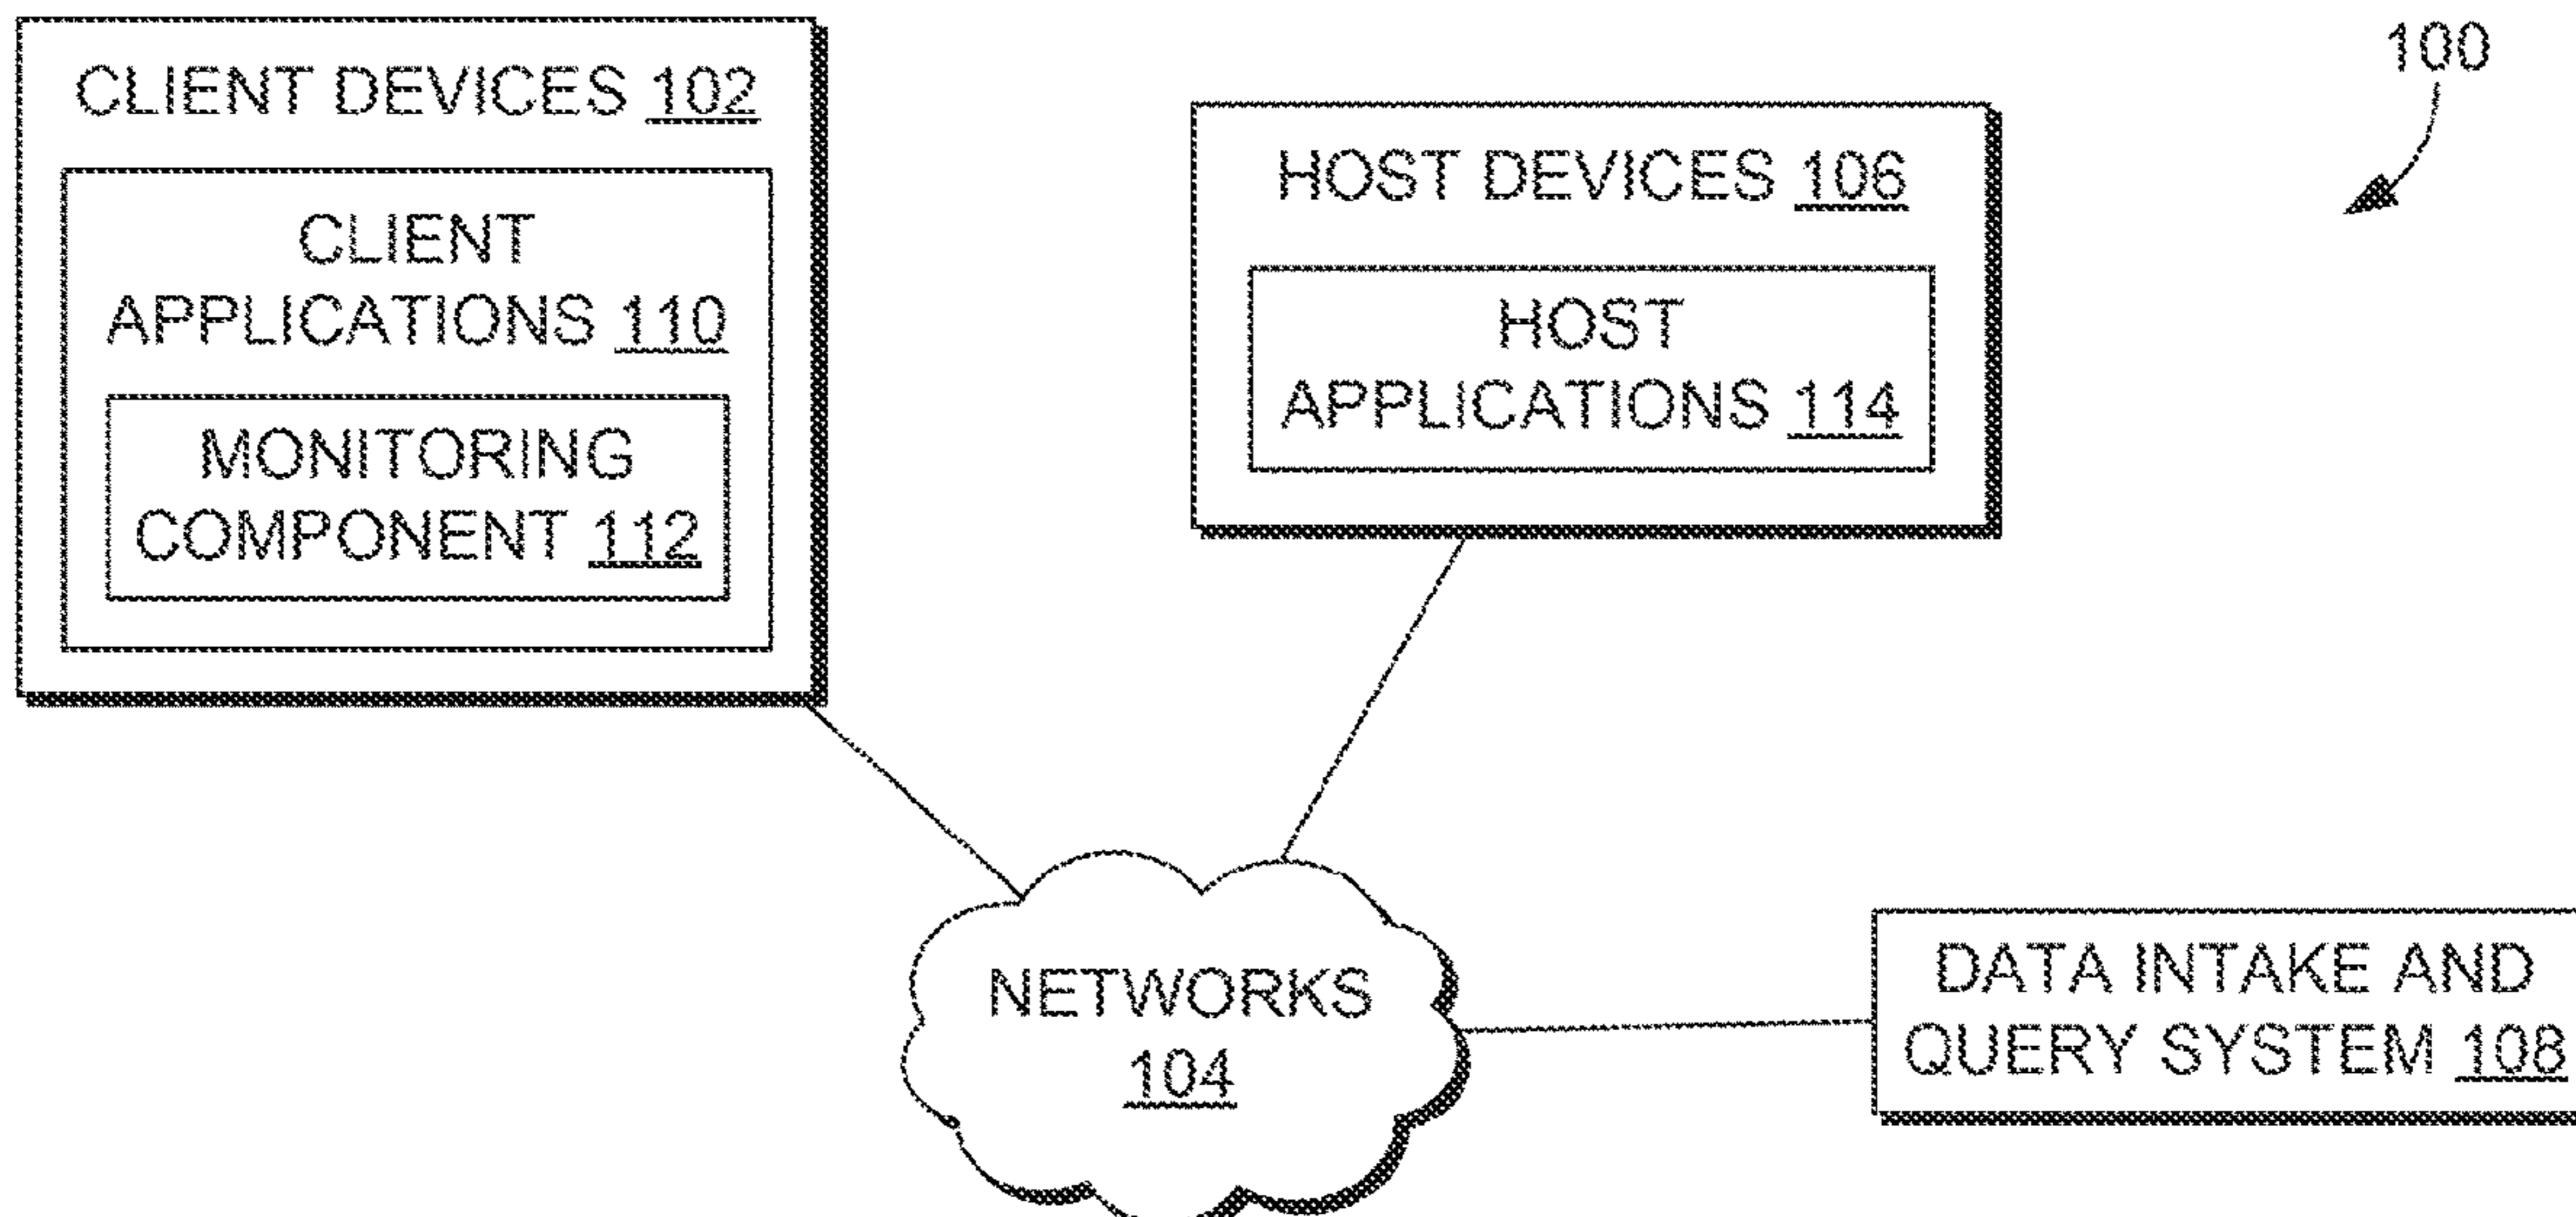 100
CLIENT DEVICES 102
CLIENT
APPLICATIONS 110
MONITORING
COMPONENT 112
HOST DEVICES 106
HOST
APPLICATIONS 114
NETWORKS
104
DATA INTAKE AND
QUERY SYSTEM 108